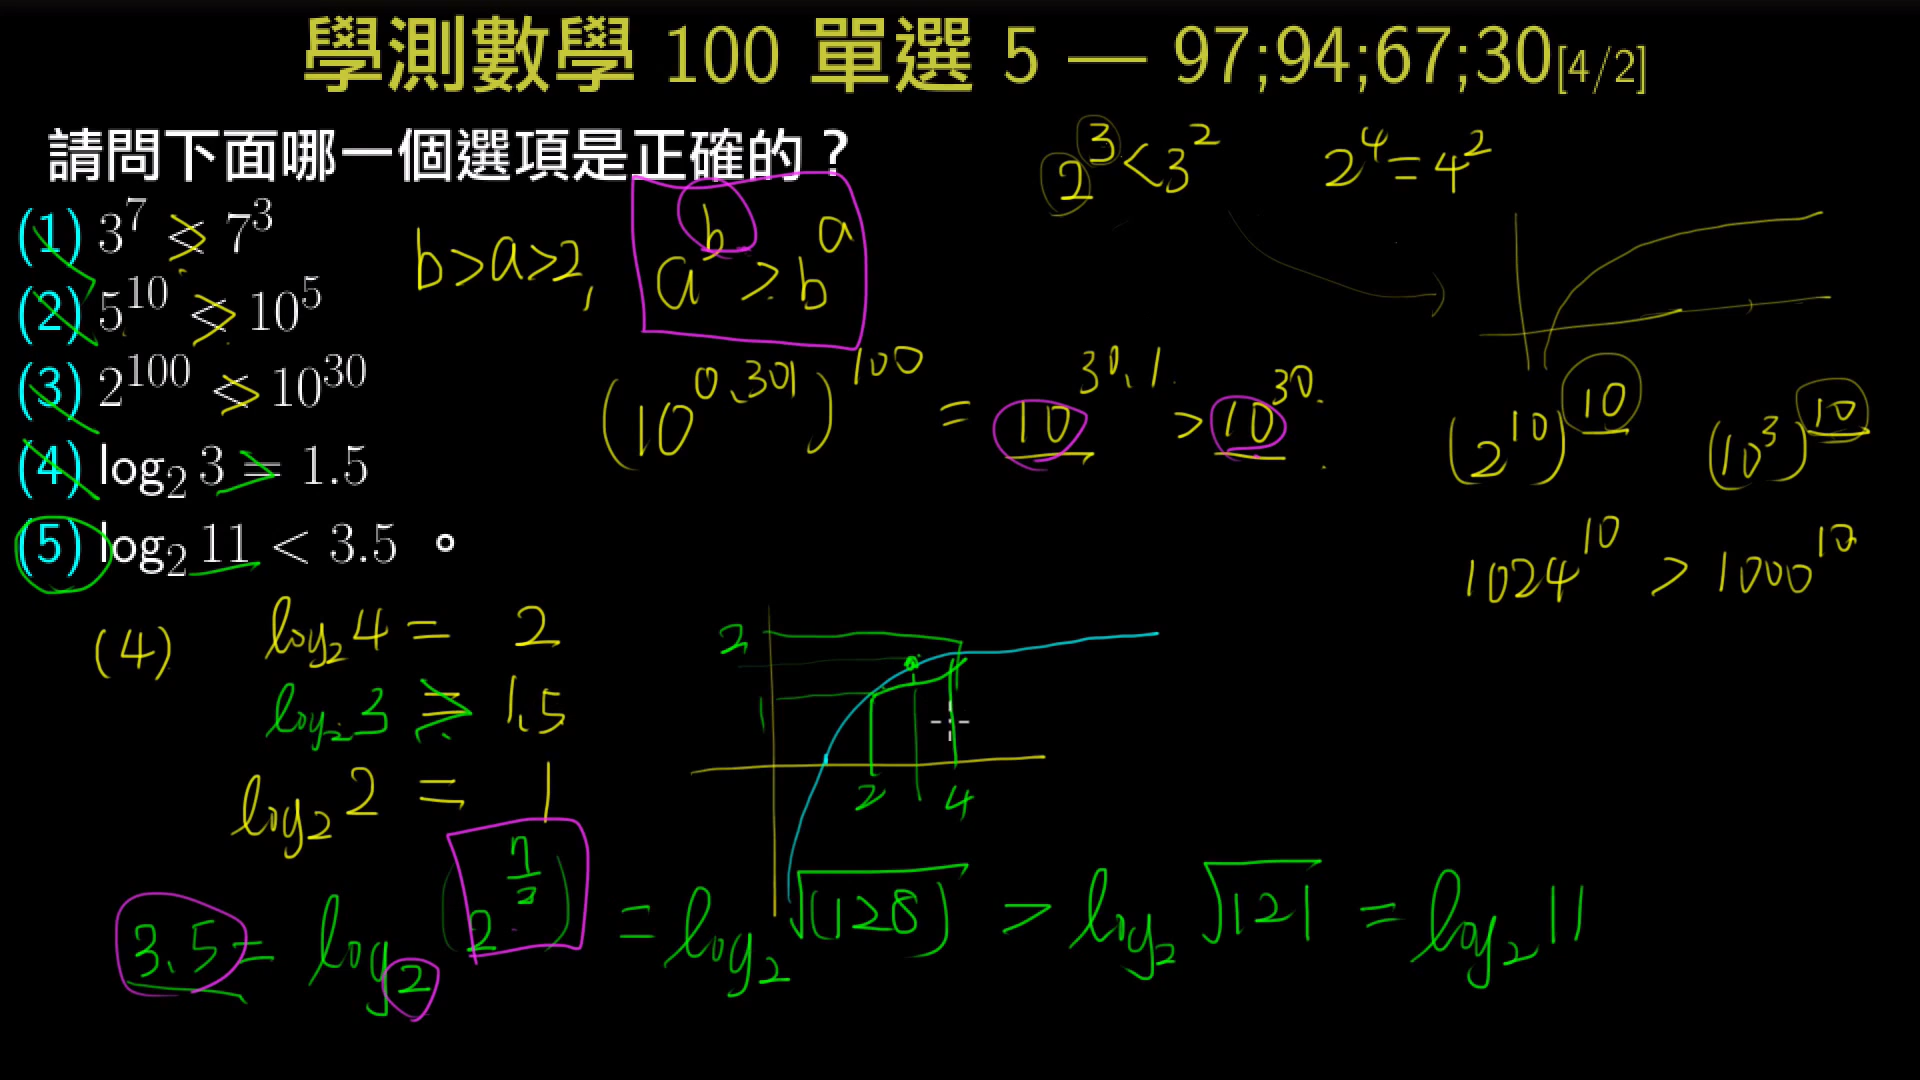 學測數學 100 單選 5 — 97;94;67;30[4/2]
請問下面哪一個選項是正確的？
(1) 3^7 < 7^3
(2) 5^10 < 10^5
(3) 2^100 < 10^30
(4) log₂ 3 = 1.5
(5) log₂ 11 < 3.5 。
b>a>2, a^b > b^a
2^3 < 3^2 2^4 = 4^2
(10^0.301)^100 = 10^30.1 > 10^30.
(2^10)^10 (10^3)^10
1024^10 > 1000^10
(4) log₂ 4 = 2
log₂ 3 > 1.5
log₂ 2 = 1
2
1
2 4
3.5 = log₂ (2^(7/2)) = log₂ √(128) > log₂ √121 = log₂ 11